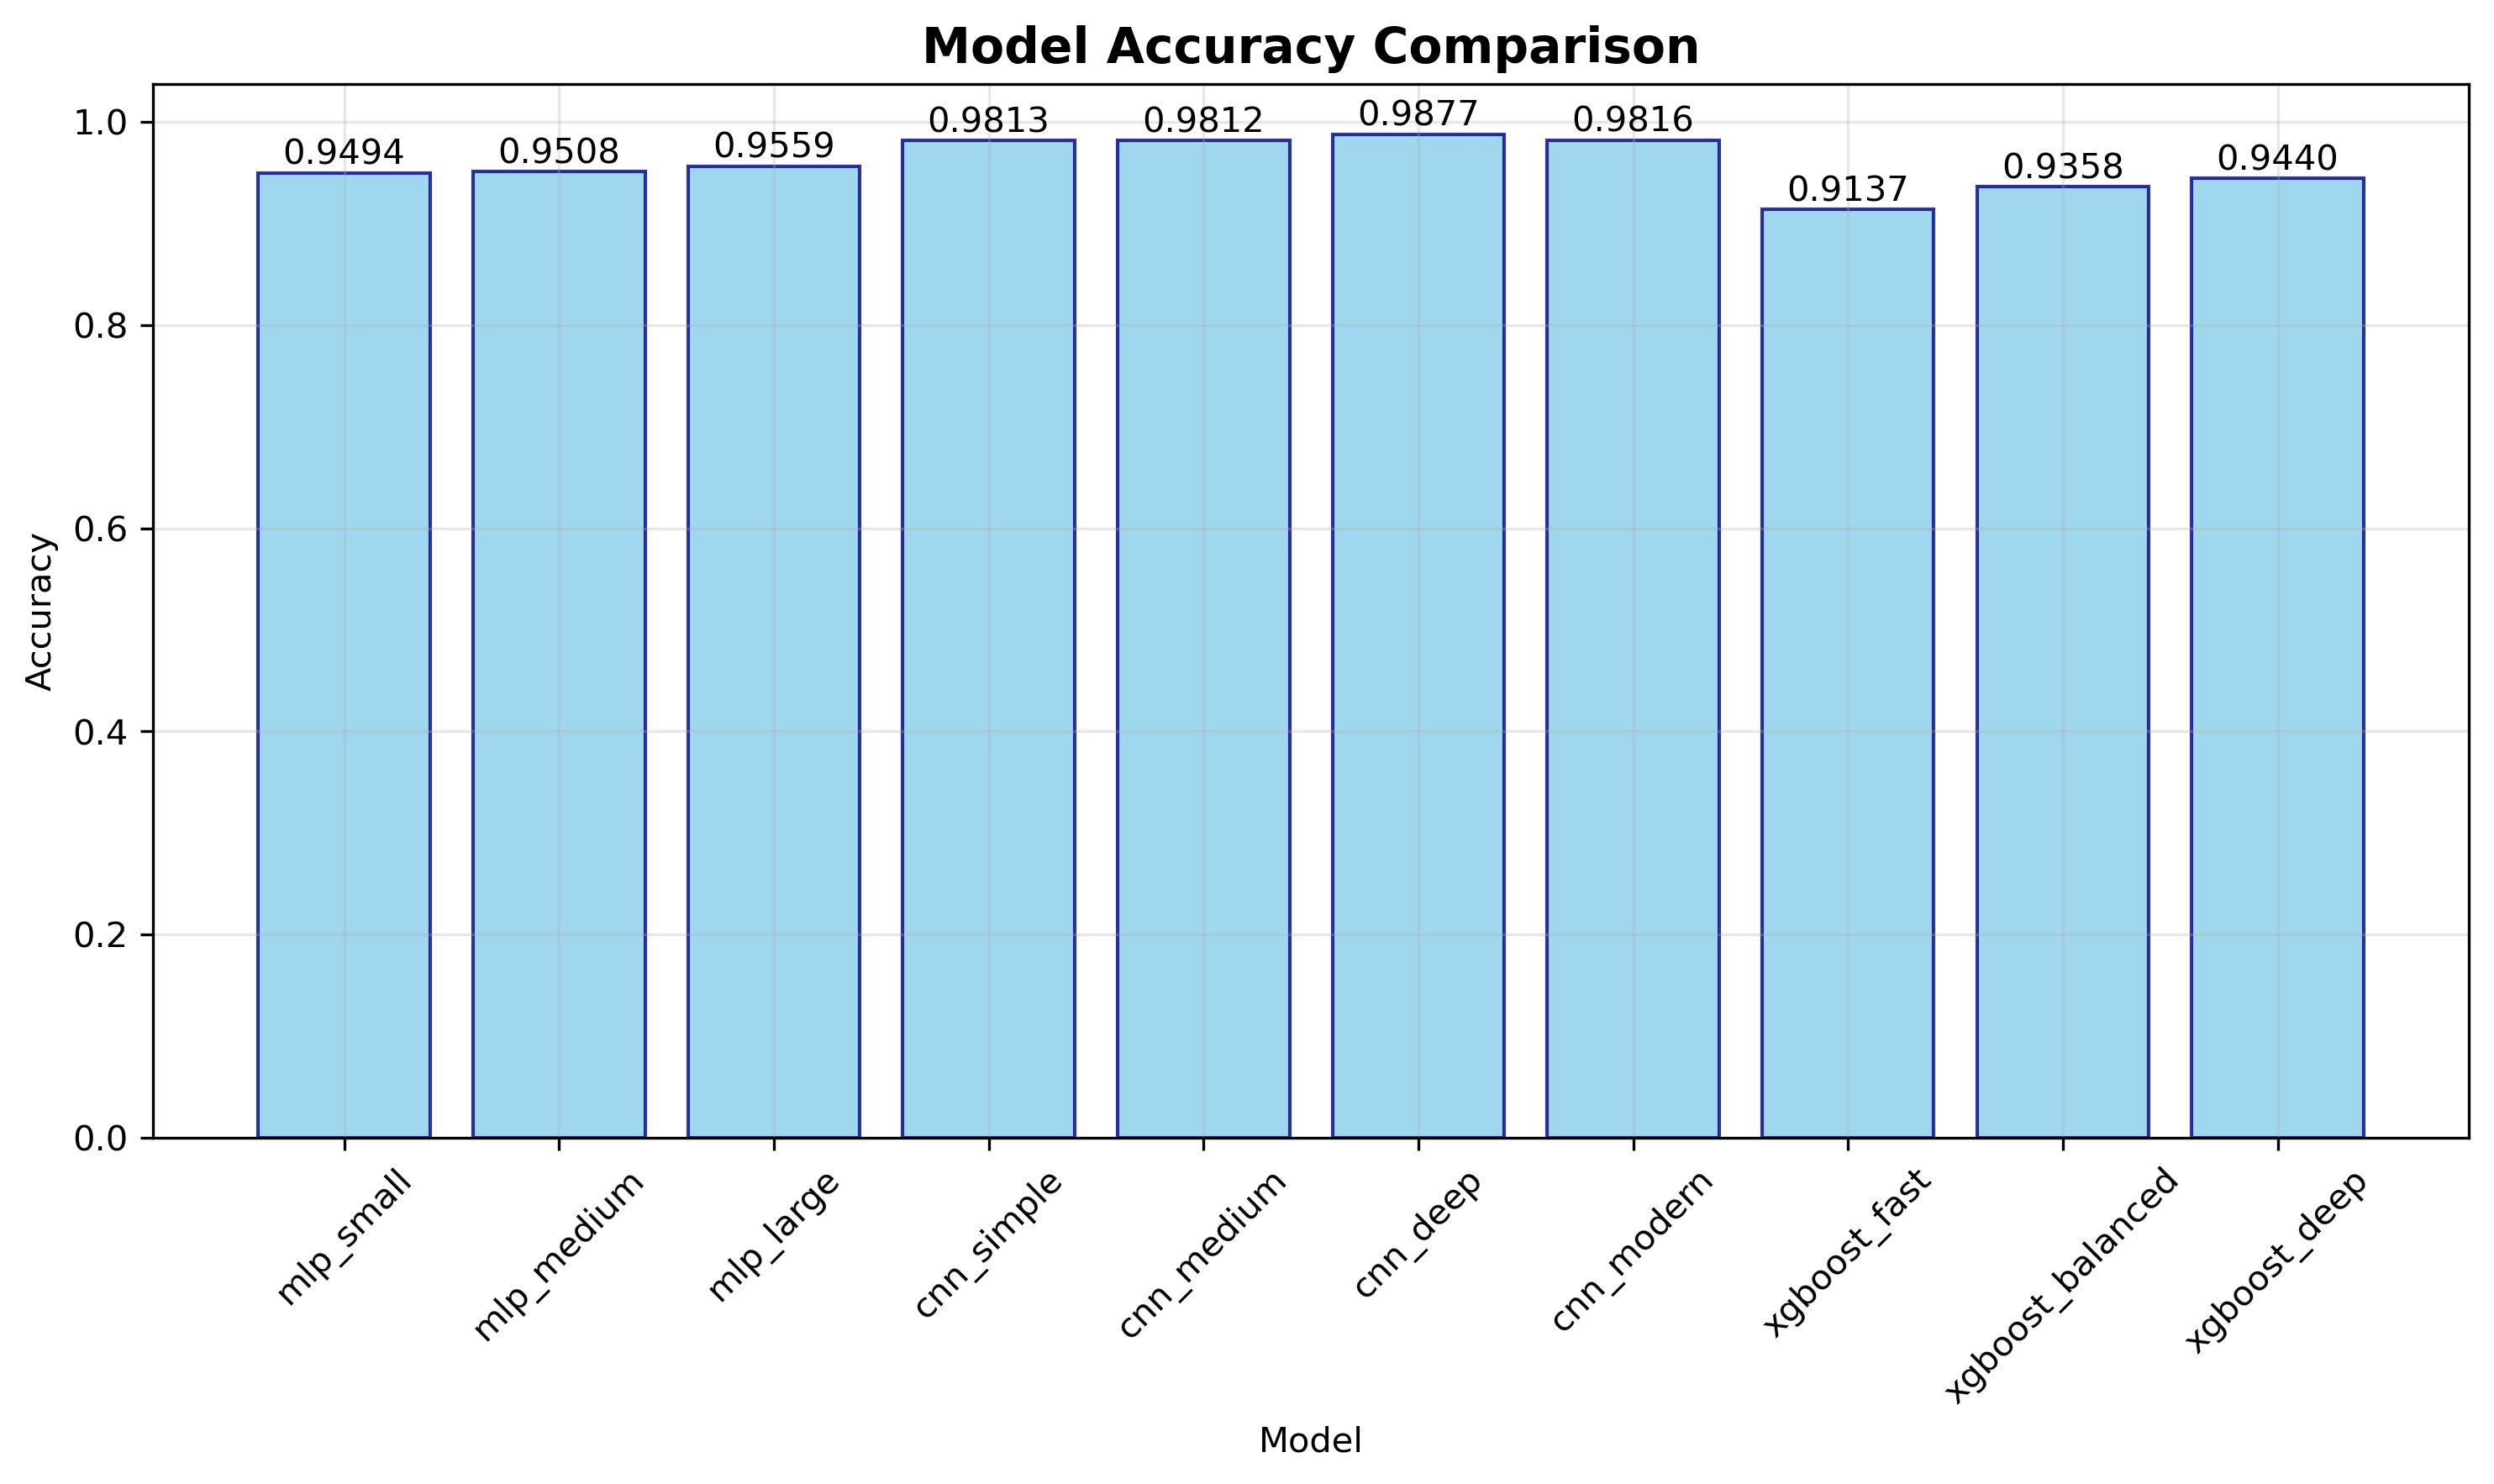 Model Accuracy Comparison
1.0
0.8
0.6
0.4
0.2
0.0
Accuracy
0.9494
0.9508
0.9559
0.9813
0.9812
0.9877
0.9816
0.9137
0.9358
0.9440
mlp_small
mlp_medium
mlp_large
cnn_simple
cnn_medium
cnn_deep
cnn_modern
xgboost_fast
xgboost_balanced
xgboost_deep
Model